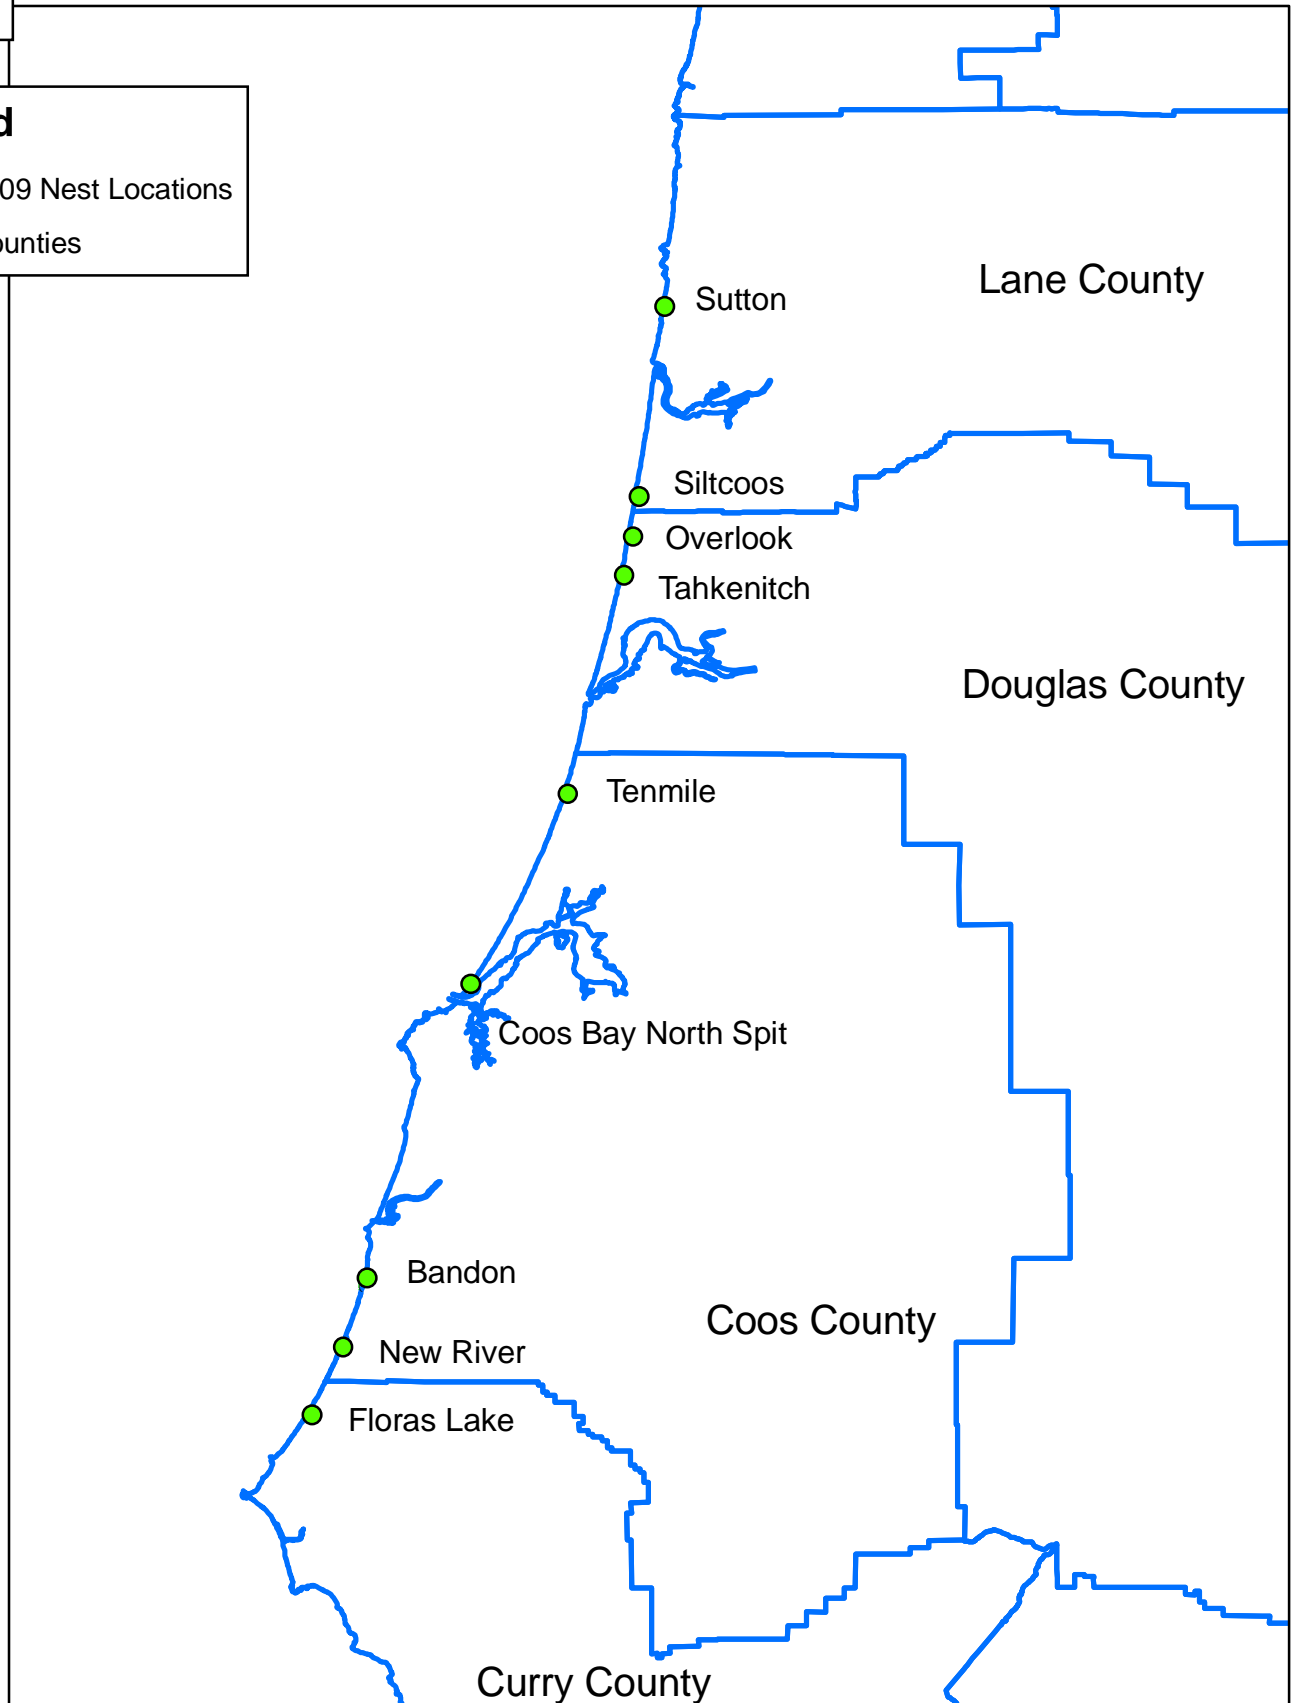 d
09 Nest Locations
ounties
Lane County
Sutton
Siltcoos
Overlook
Tahkenitch
Douglas County
Tenmile
Coos Bay North Spit
Bandon
Coos County
New River
Floras Lake
Curry County